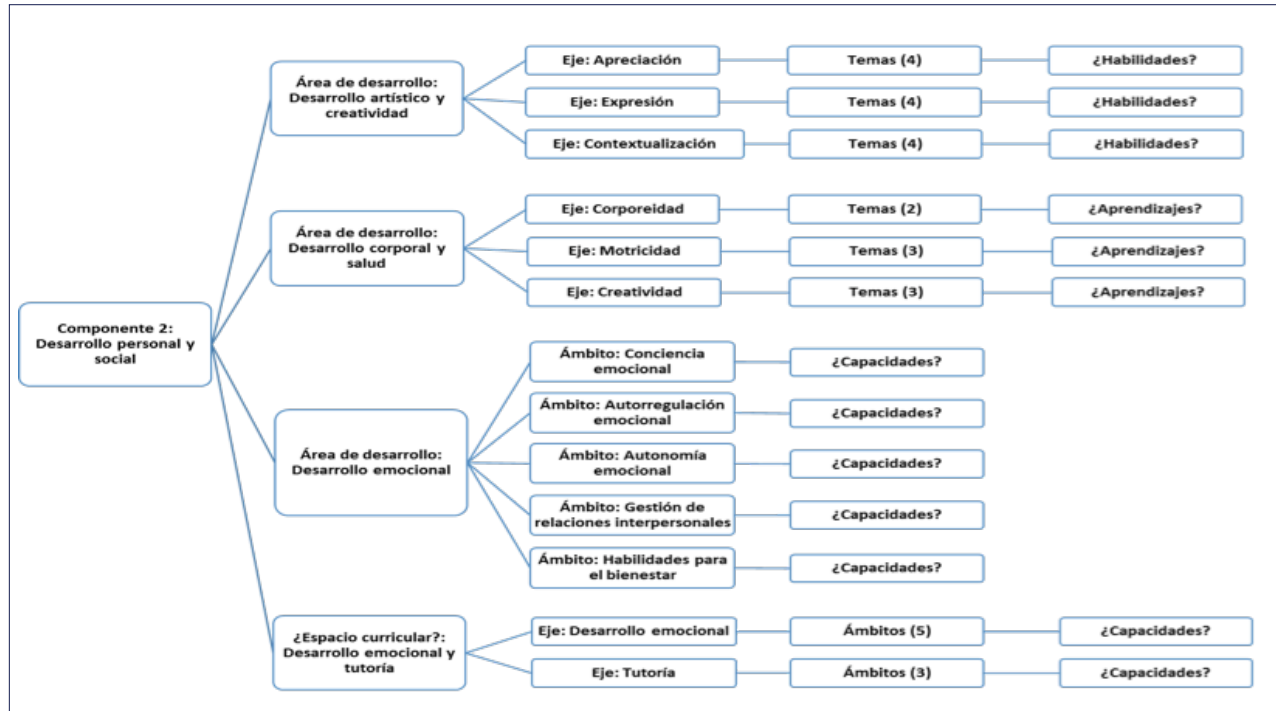 Componente 2:
Desarrollo personal y
social
Área de desarrollo:
Desarrollo artístico y
creatividad
Eje: Apreciación
Temas (4)
¿Habilidades?
Eje: Expresión
Temas (4)
¿Habilidades?
Eje: Contextualización
Temas (4)
¿Habilidades?
Área de desarrollo:
Desarrollo corporal y
salud
Eje: Corporeidad
Temas (2)
¿Aprendizajes?
Eje: Motricidad
Temas (3)
¿Aprendizajes?
Eje: Creatividad
Temas (3)
¿Aprendizajes?
Área de desarrollo:
Desarrollo emocional
Ámbito: Conciencia
emocional
¿Capacidades?
Ámbito: Autorregulación
emocional
¿Capacidades?
Ámbito: Autonomía
emocional
¿Capacidades?
Ámbito: Gestión de
relaciones interpersonales
¿Capacidades?
Ámbito: Habilidades para
el bienestar
¿Capacidades?
¿Espacio curricular?:
Desarrollo emocional y
tutoría
Eje: Desarrollo emocional
Ámbitos (5)
¿Capacidades?
Eje: Tutoría
Ámbitos (3)
¿Capacidades?